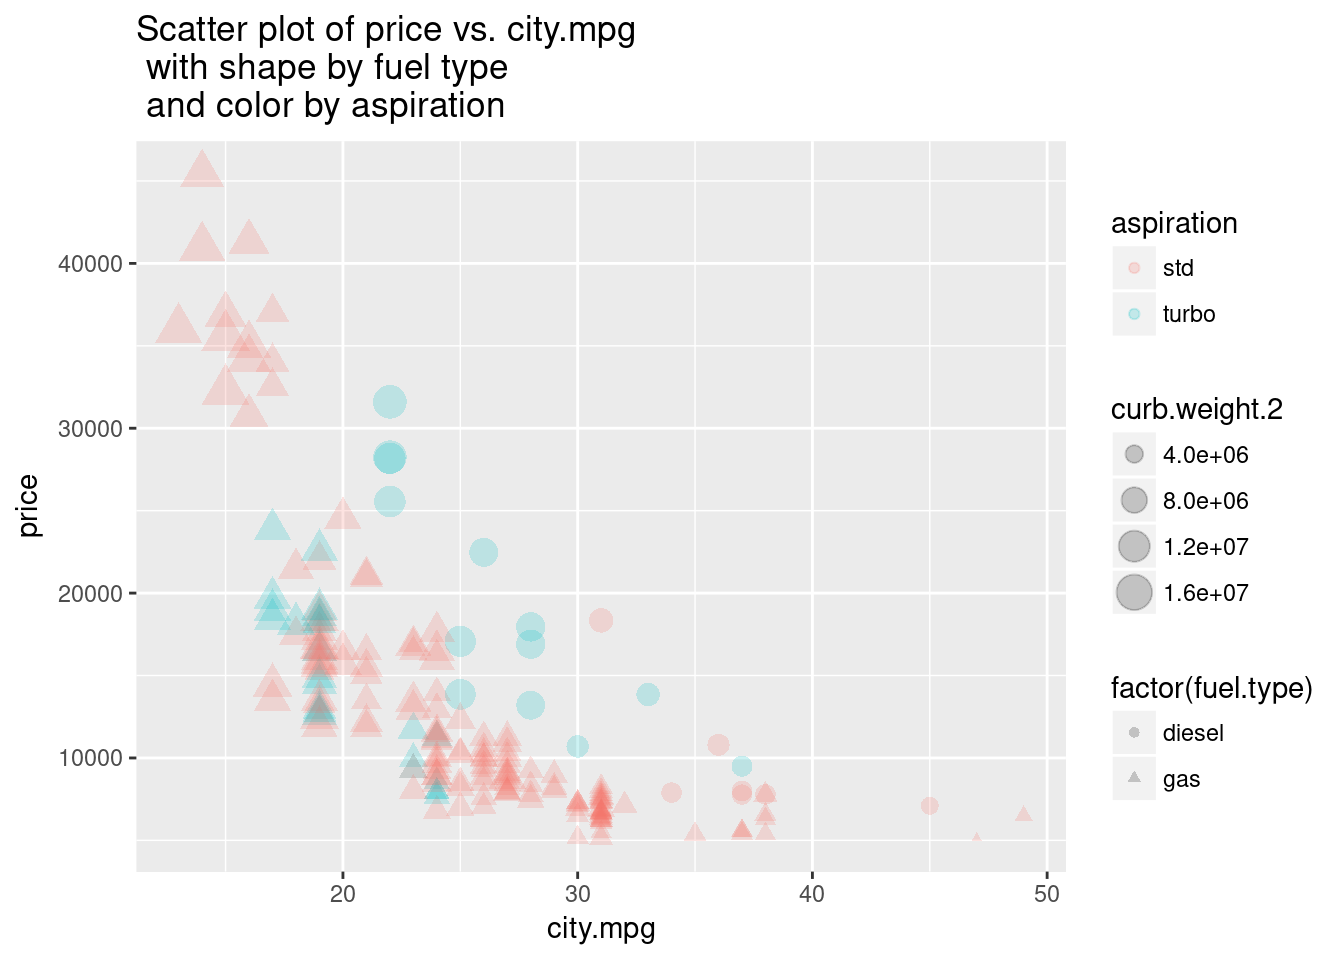 Scatter plot of price vs. city.mpg
with shape by fuel type
and color by aspiration
price
40000
30000
20000
10000
20
30
40
50
city.mpg
aspiration
std
turbo
curb.weight.2
4.0e+06
8.0e+06
1.2e+07
1.6e+07
factor(fuel.type)
diesel
gas